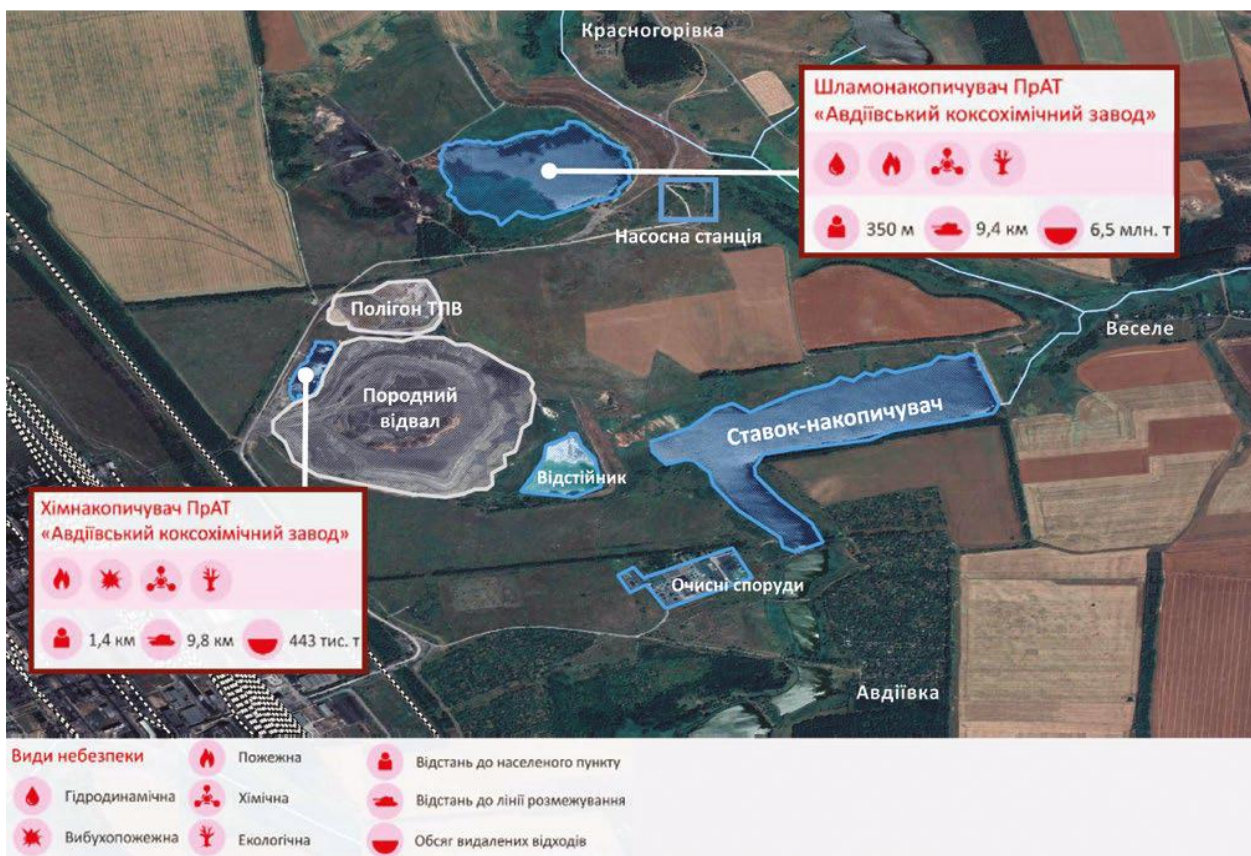 Красногорівка
Шламонакопичувач ПрАТ
«Авдіївський коксохімічний завод»
350 м
9,4 км
6,5 млн. т
Насосна станція
Полігон ТПВ
Веселе
Породний
відвал
Ставок-накопичувач
Відстійник
Хімнакопичувач ПрАТ
«Авдіївський коксохімічний завод»
1,4 км
9,8 км
443 тис. т
Очисні споруди
Авдіївка
Види небезпеки
Гідродинамічна
Вибухопожежна
Пожежна
Хімічна
Екологічна
Відстань до населеного пункту
Відстань до лінії розмежування
Обсяг видалених відходів